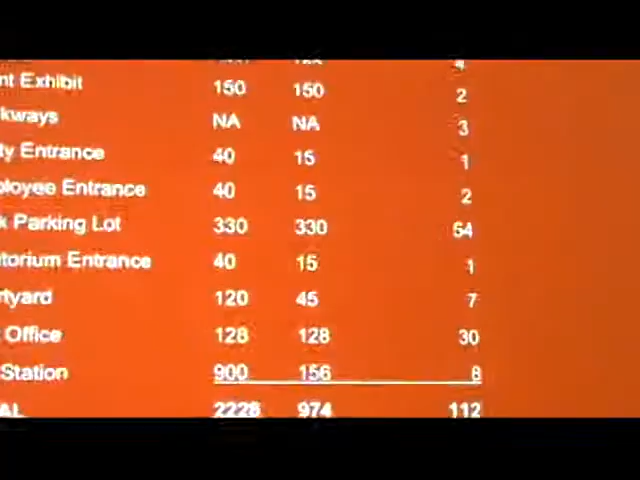 4
nt Exhibit 150 150 2
kways NA NA 3
ty Entrance 40 15 1
ployee Entrance 40 15 2
k Parking Lot 330 330 54
torium Entrance 40 15 1
rtyard 120 45 7
Office 128 128 30
Station 900 156 8
AL 2228 974 112